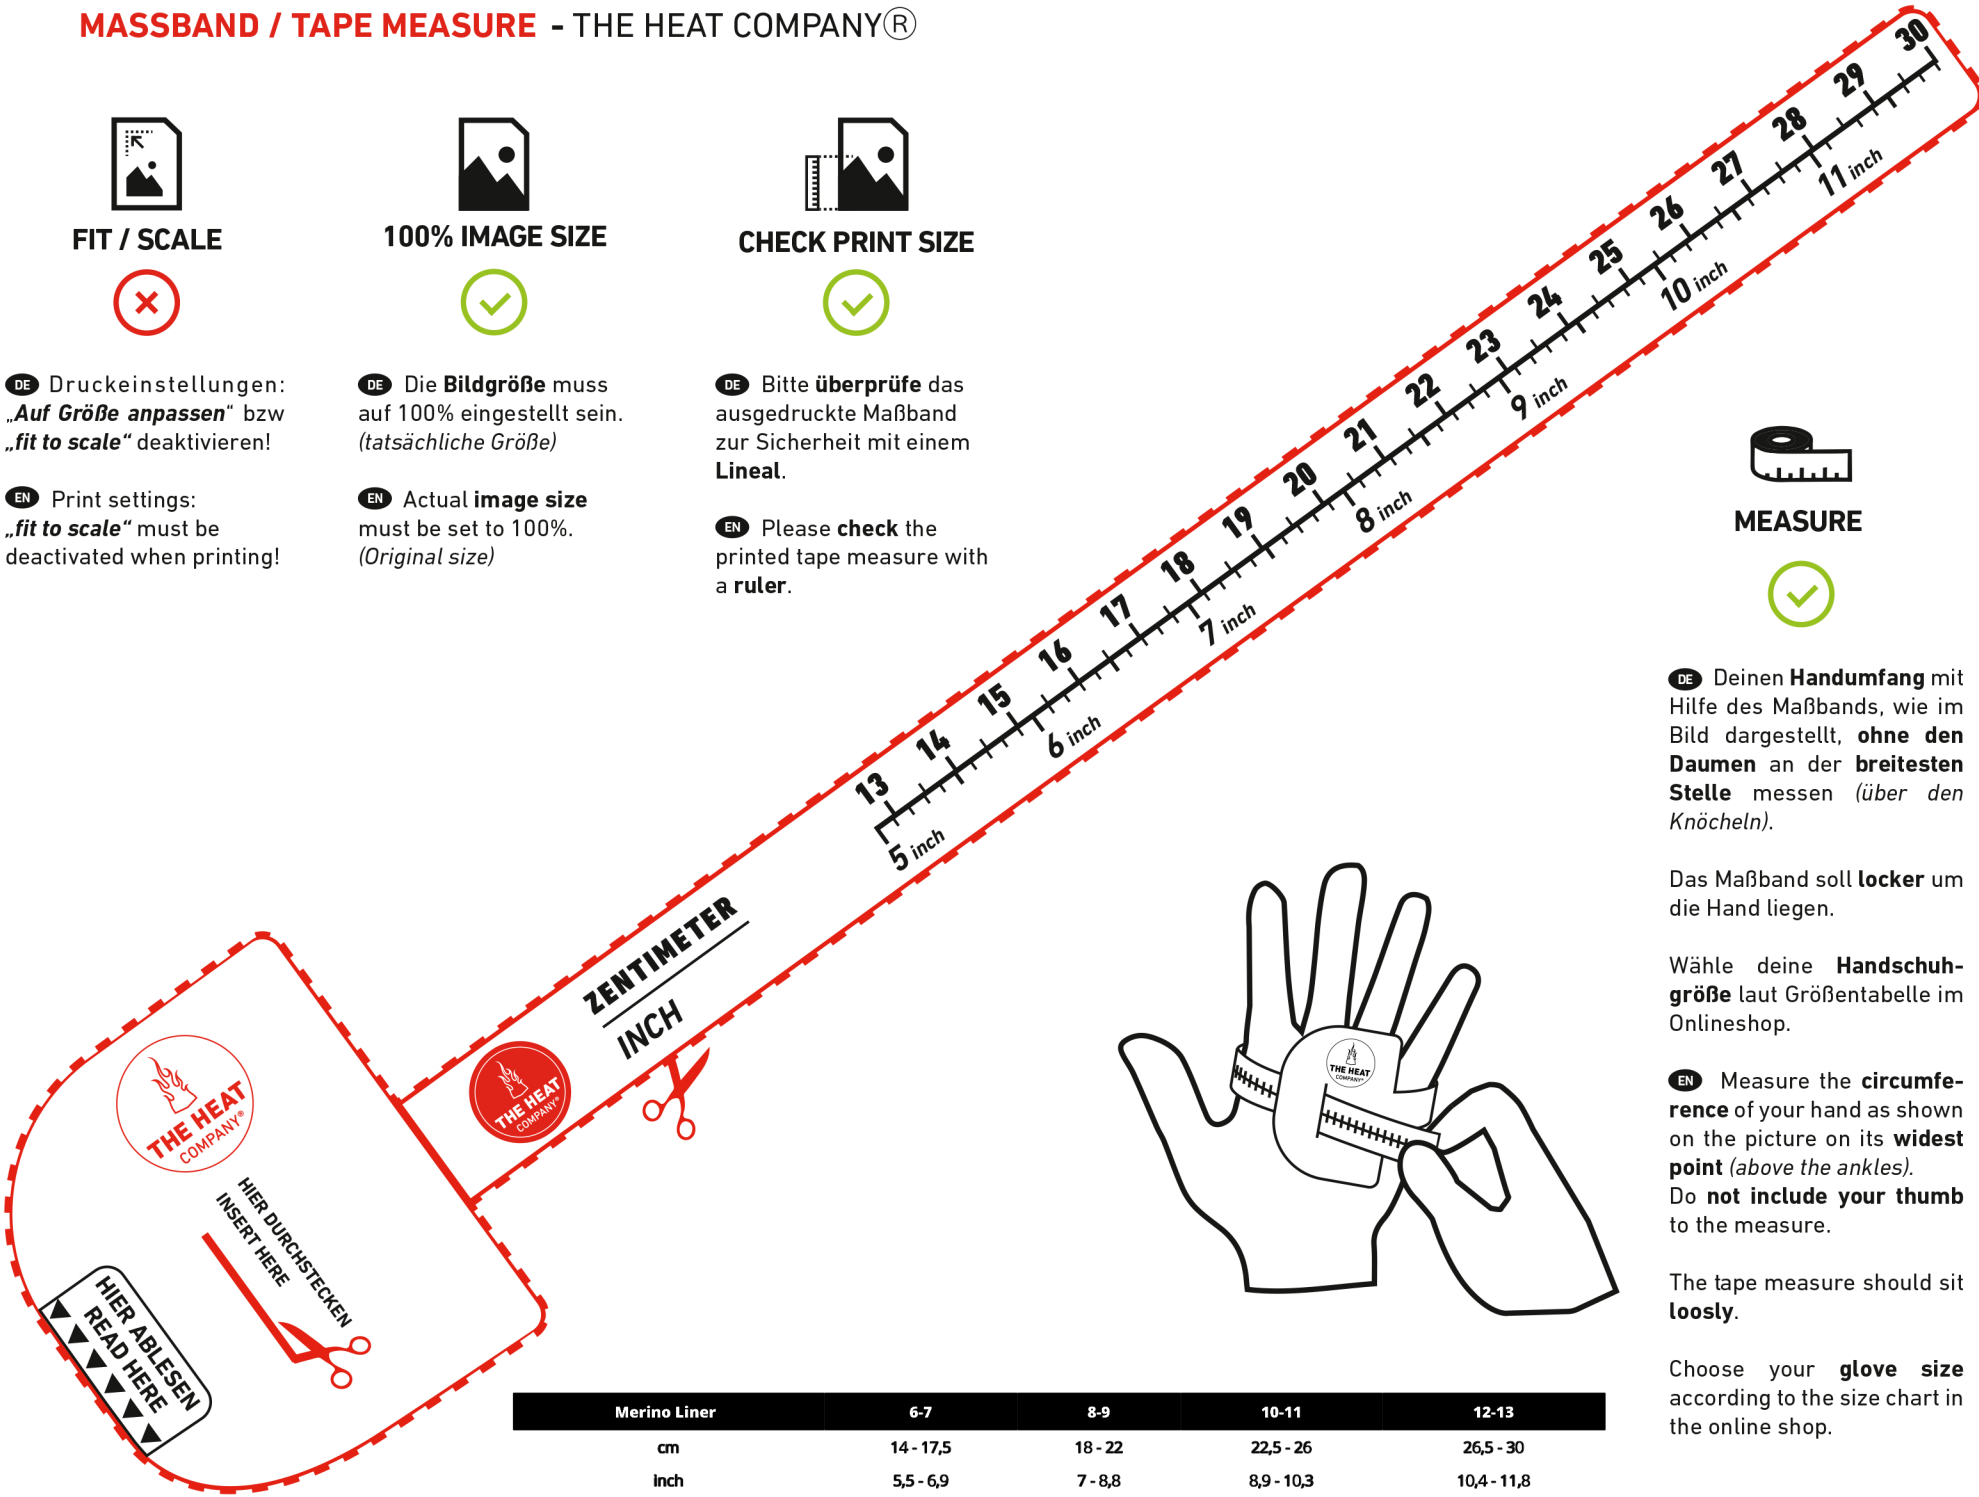 MASSBAND / TAPE MEASURE - THE HEAT COMPANY®
FIT / SCALE
DE Druckeinstellungen:
„Auf Größe anpassen“ bzw
„fit to scale“ deaktivieren!
EN Print settings:
„fit to scale“ must be
deactivated when printing!
100% IMAGE SIZE
DE Die Bildgröße muss
auf 100% eingestellt sein.
(tatsächliche Größe)
EN Actual image size
must be set to 100%.
(Original size)
CHECK PRINT SIZE
DE Bitte überprüfe das
ausgedruckte Maßband
zur Sicherheit mit einem
Lineal.
EN Please check the
printed tape measure with
a ruler.
13 14 15 16 17 18 19 20 21 22 23 24 25 26 27 28 29 30
5 inch 6 inch 7 inch 8 inch 9 inch 10 inch 11 inch
ZENTIMETER
INCH
THE HEAT
COMPANY®
THE HEAT
COMPANY®
HIER DURCHSTECKEN
INSERT HERE
HIER ABLESEN
READ HERE
THE HEAT
COMPANY®
MEASURE
DE Deinen Handumfang mit
Hilfe des Maßbands, wie im
Bild dargestellt, ohne den
Daumen an der breitesten
Stelle messen (über den
Knöcheln).
Das Maßband soll locker um
die Hand liegen.
Wähle deine Handschuh-
größe laut Größentabelle im
Onlineshop.
EN Measure the circumfe-
rence of your hand as shown
on the picture on its widest
point (above the ankles).
Do not include your thumb
to the measure.
The tape measure should sit
loosly.
Choose your glove size
according to the size chart in
the online shop.
Merino Liner 6-7 8-9 10-11 12-13
cm 14 - 17,5 18 - 22 22,5 - 26 26,5 - 30
inch 5,5 - 6,9 7 - 8,8 8,9 - 10,3 10,4 - 11,8